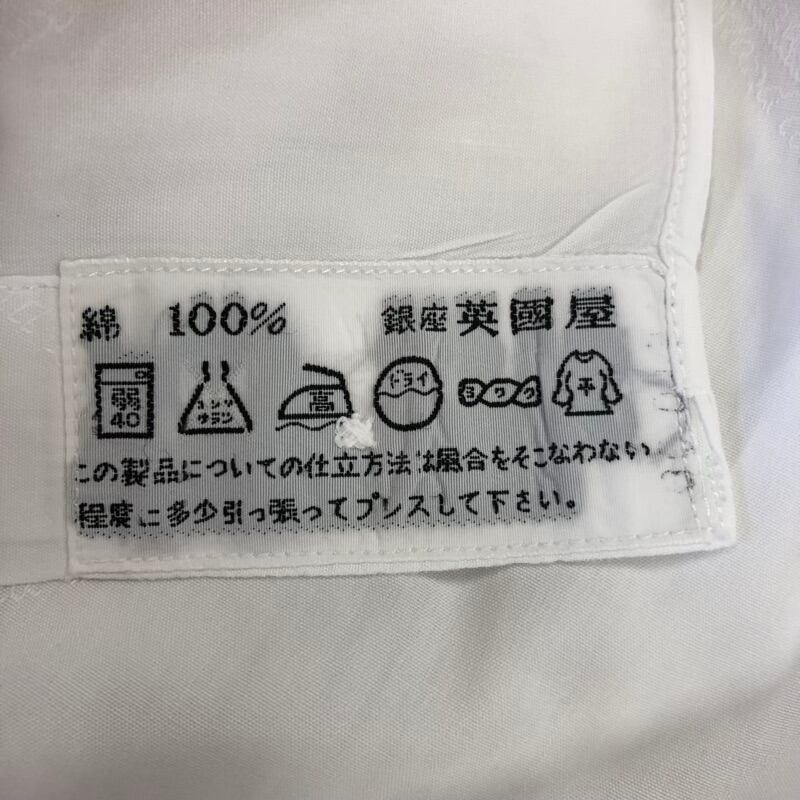 綿 100% 銀座英國屋
弱 40 エンソ サラシ 高 ドライ ヨワク 平
この製品についての仕立方法は風合をそこなわない
程度に多少引っ張ってプレスして下さい。